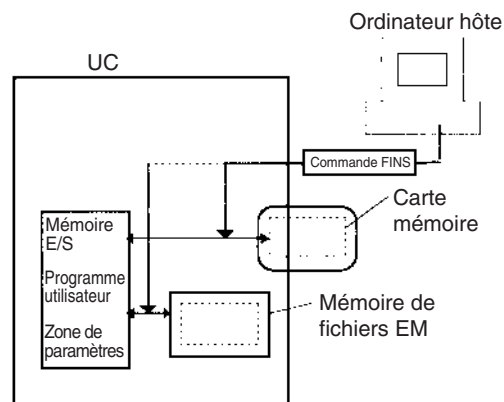 Ordinateur hôte
UC
Commande FINS
Carte
mémoire
Mémoire
E/S
Programme
utilisateur
Zone de
paramètres
Mémoire de
fichiers EM